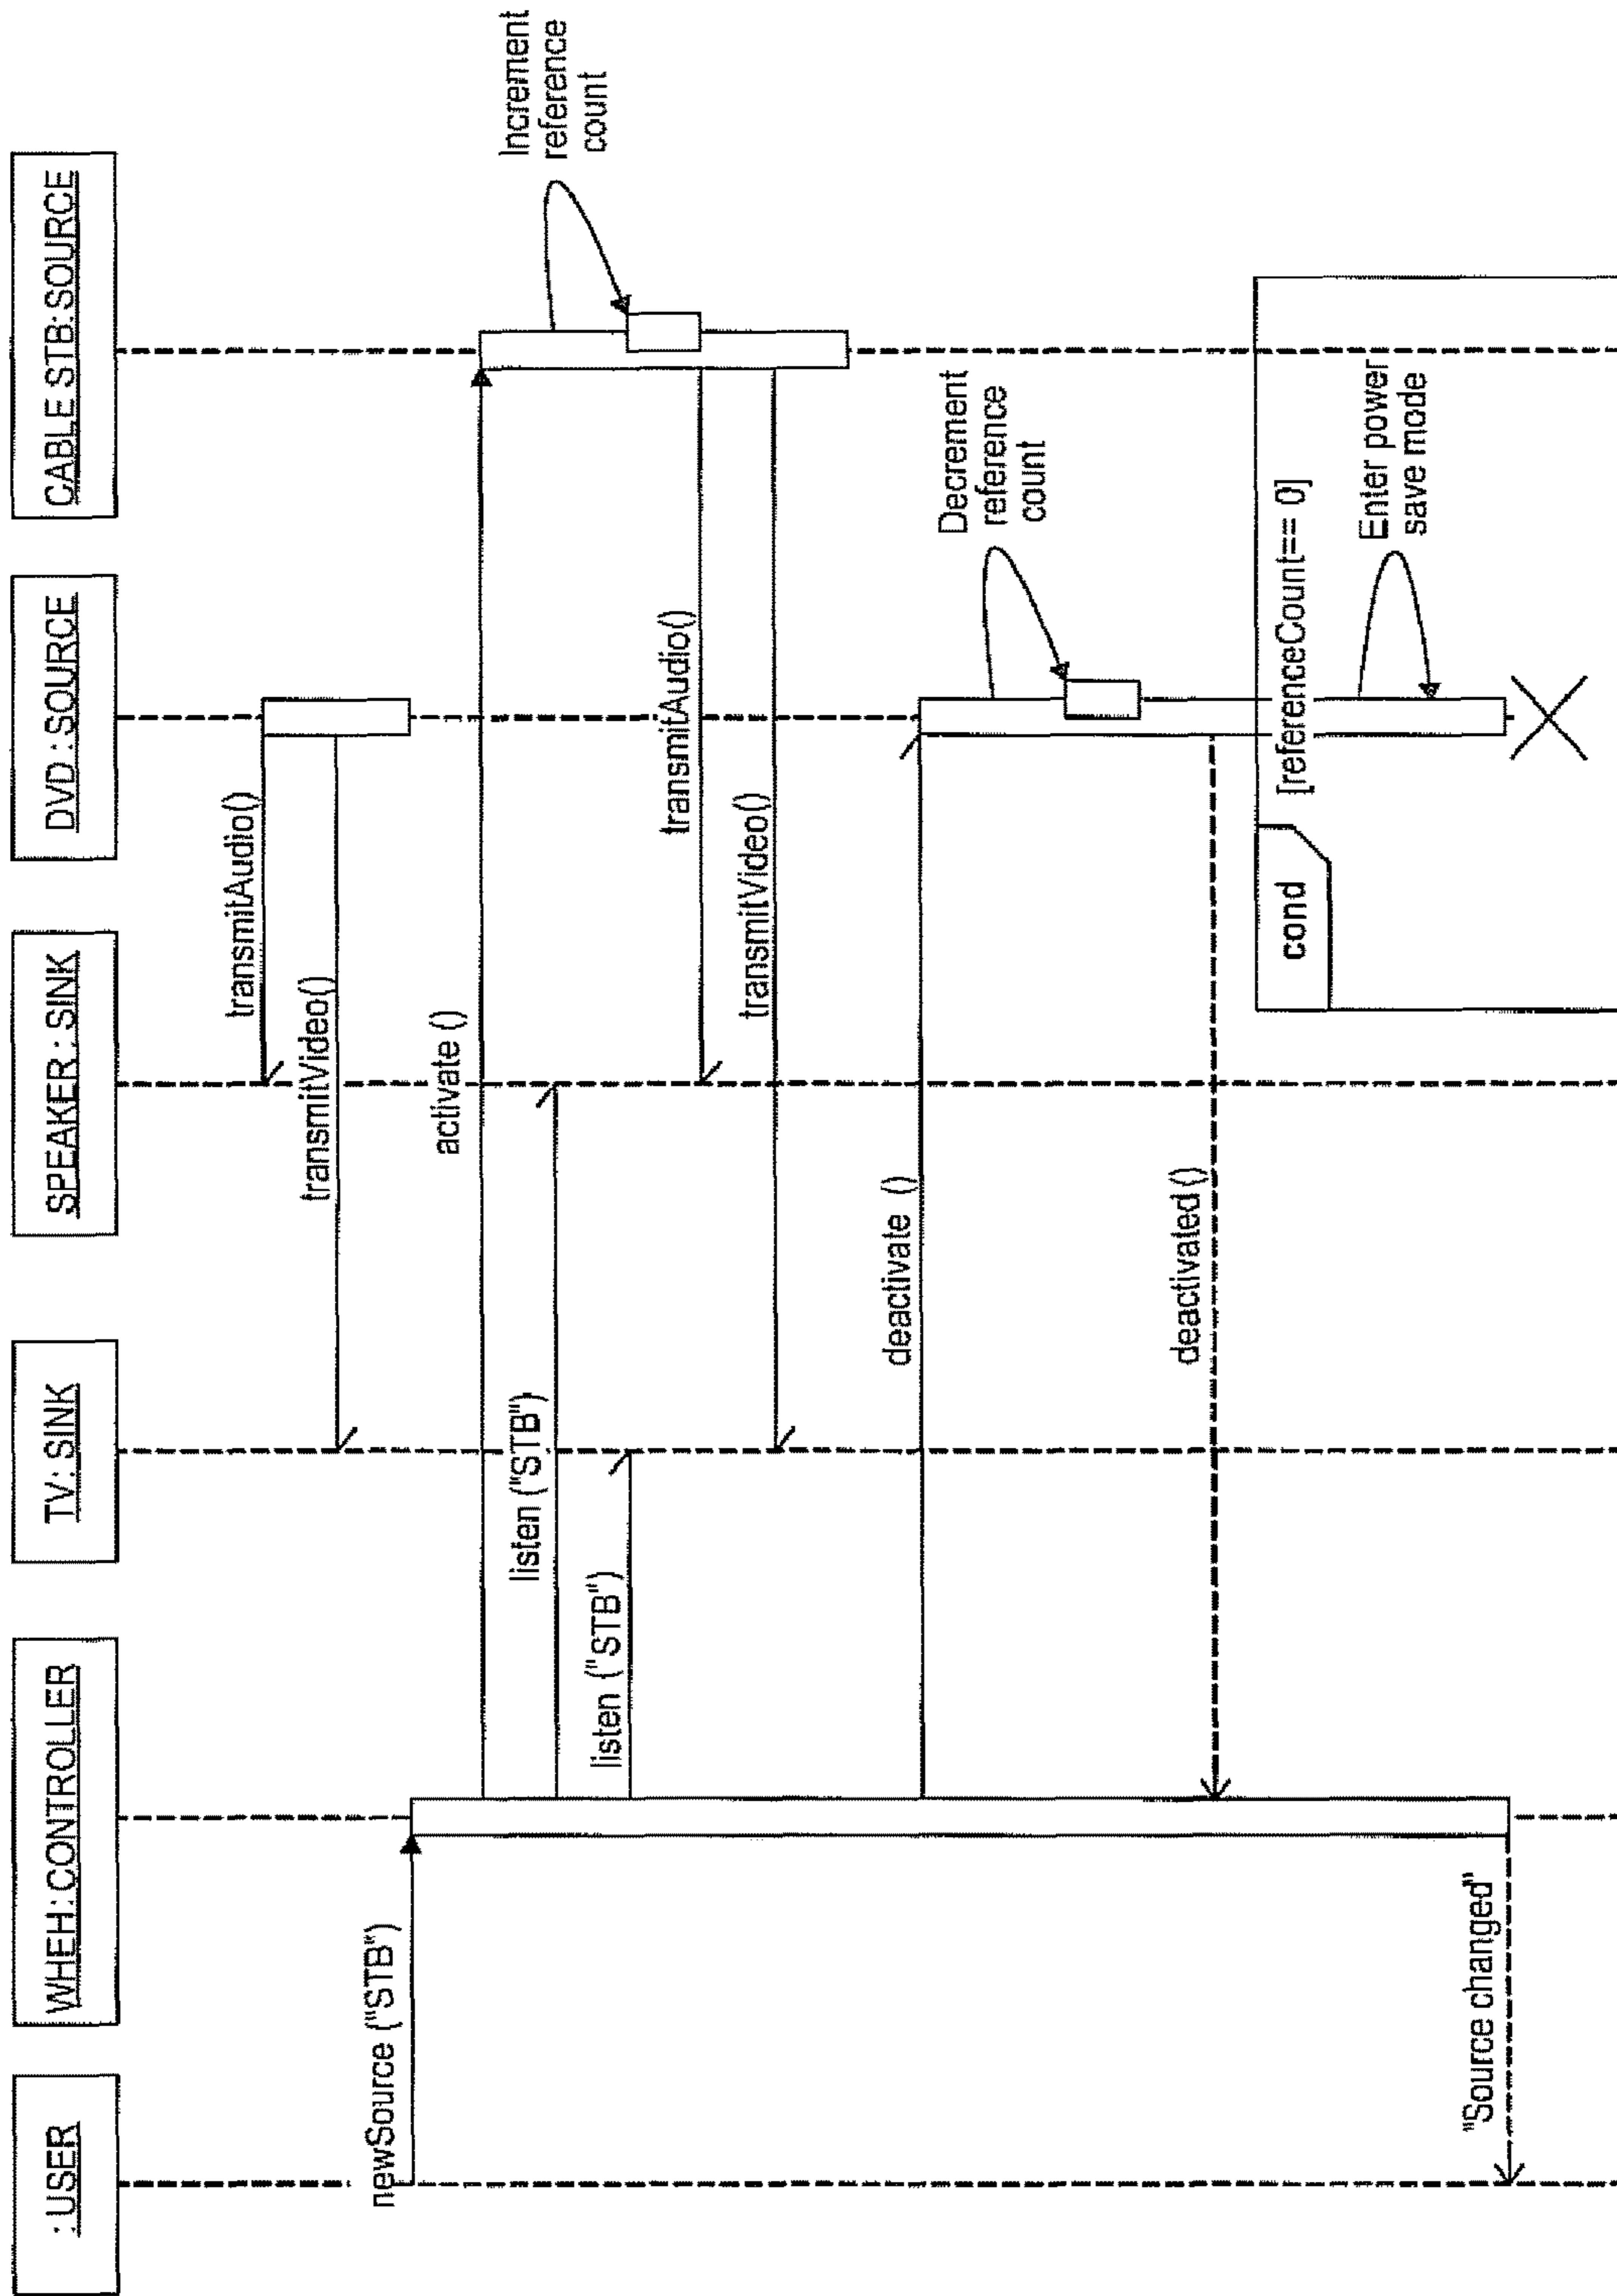 :USER
WHEH:CONTROLLER
TV:SINK
SPEAKER:SINK
DVD:SOURCE
CABLE STB:SOURCE
transmitAudio()
transmitVideo()
newSource ("STB")
activate ()
listen ("STB")
Increment
reference
count
listen ("STB")
transmitAudio()
transmitVideo()
deactivate ()
Decrement
reference
count
deactivated ()
cond
[referenceCount== 0]
Enter power
save mode
"Source changed"